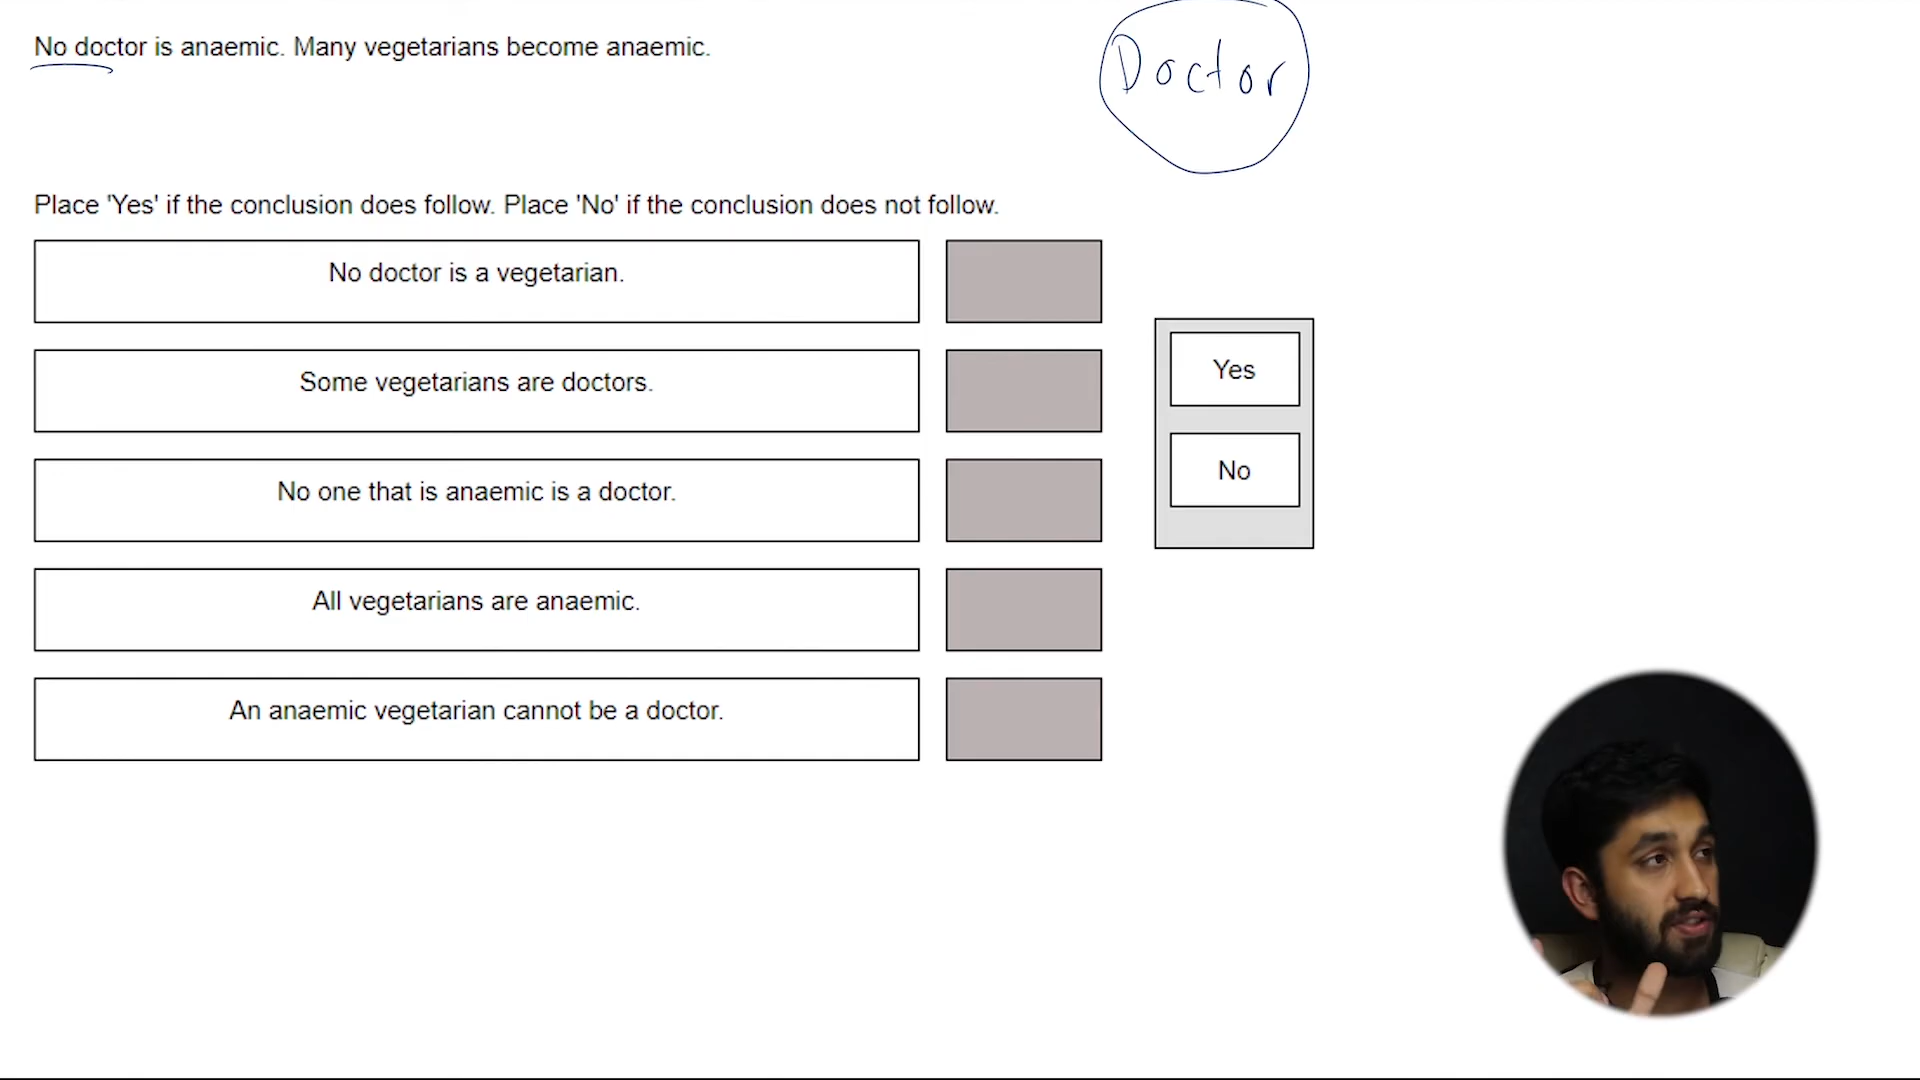 No doctor is anaemic. Many vegetarians become anaemic.
Doctor
Place 'Yes' if the conclusion does follow. Place 'No' if the conclusion does not follow.
No doctor is a vegetarian.
Some vegetarians are doctors.
Yes
No one that is anaemic is a doctor.
No
All vegetarians are anaemic.
An anaemic vegetarian cannot be a doctor.